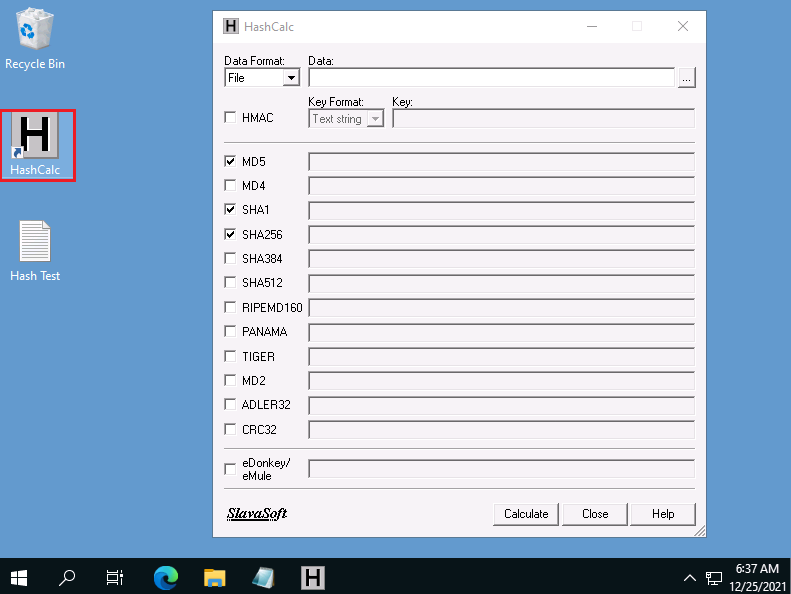 Recycle Bin
HashCalc
Hash Test
HashCalc
Data Format:
Data:
File
...
HMAC
Key Format:
Key:
Text string
MD5
MD4
SHA1
SHA256
SHA384
SHA512
RIPEMD160
PANAMA
TIGER
MD2
ADLER32
CRC32
eDonkey/
eMule
SlavaSoft
Calculate
Close
Help
6:37 AM
12/25/2021